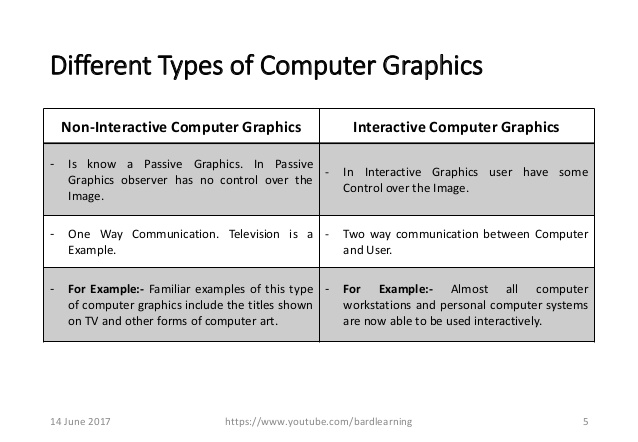 Different Types of Computer Graphics
Non-Interactive Computer Graphics
Interactive Computer Graphics
- Is know a Passive Graphics. In Passive
Graphics observer has no control over the
Image.
- In Interactive Graphics user have some
Control over the Image.
- One Way Communication. Television is a
Example.
- Two way communication between Computer
and User.
- For Example:- Familiar examples of this type
of computer graphics include the titles shown
on TV and other forms of computer art.
- For Example:- Almost all computer
workstations and personal computer systems
are now able to be used interactively.
14 June 2017
https://www.youtube.com/bardlearning
5